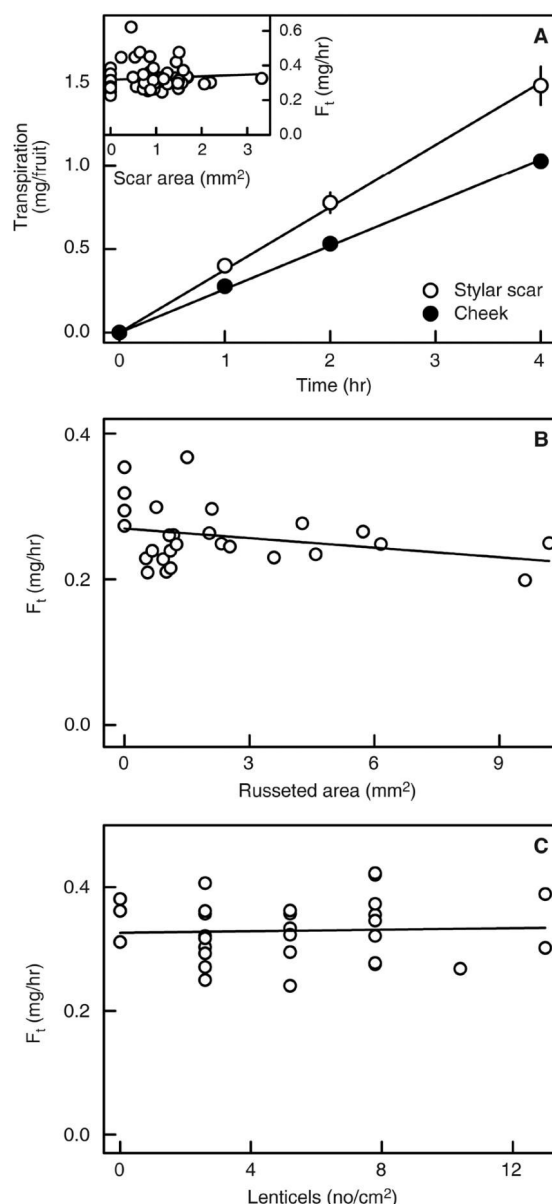 A
Transpiration
(mg/fruit)
1.5
1.0
0.5
0.0
0.6
0.4
0.2
0.0
Ft (mg/hr)
0 1 2 3
Scar area (mm²)
Stylar scar
Cheek
0 1 2 3 4
Time (hr)
B
Ft (mg/hr)
0.4
0.2
0.0
0 3 6 9
Russeted area (mm²)
C
Ft (mg/hr)
0.4
0.2
0.0
0 4 8 12
Lenticels (no/cm²)